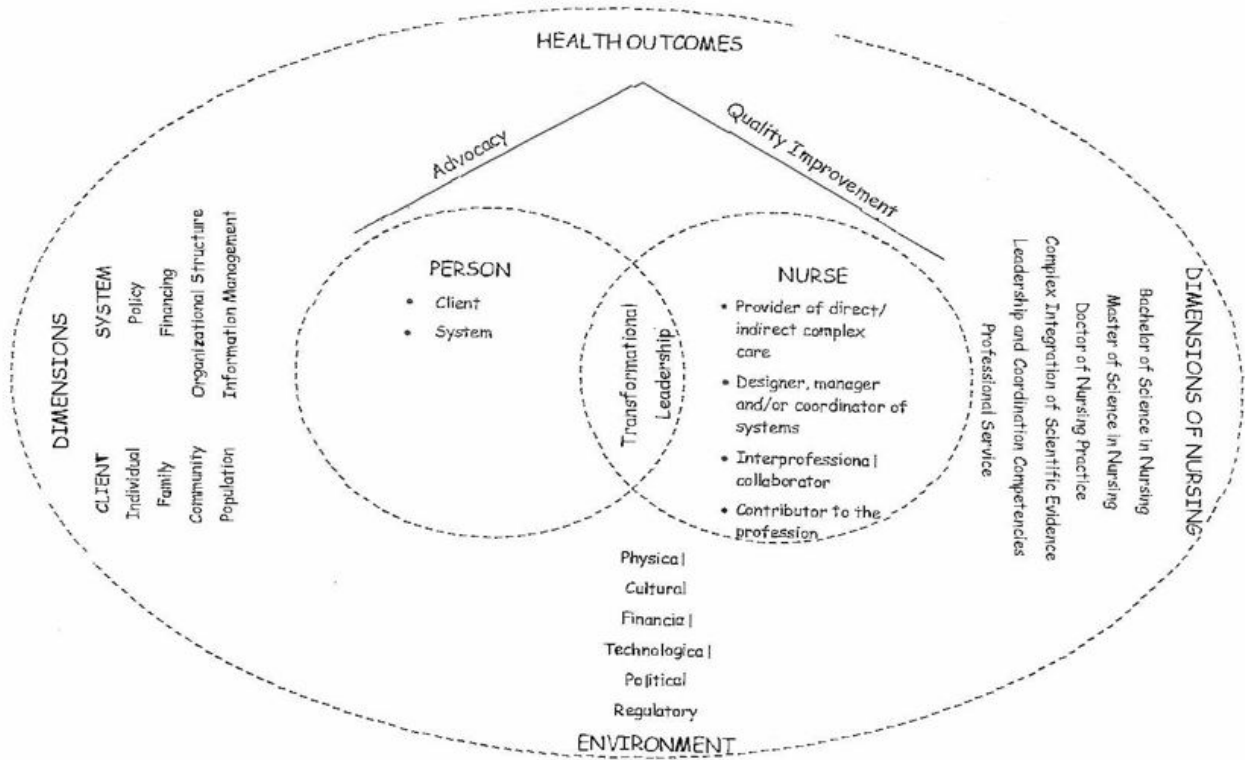 HEALTH OUTCOMES
Advocacy
Quality Improvement
DIMENSIONS
CLIENT
Individual
Family
Community
Population
SYSTEM
Policy
Financing
Organizational Structure
Information Management
PERSON
• Client
• System
Transformational
Leadership
NURSE
• Provider of direct/
indirect complex
care
• Designer, manager
and/or coordinator of
systems
• Interprofessional
collaborator
• Contributor to the
profession
DIMENSIONS OF NURSING
Bachelor of Science in Nursing
Master of Science in Nursing
Doctor of Nursing Practice
Complex Integration of Scientific Evidence
Leadership and Coordination Competencies
Professional Service
Physical
Cultural
Financial
Technological
Political
Regulatory
ENVIRONMENT